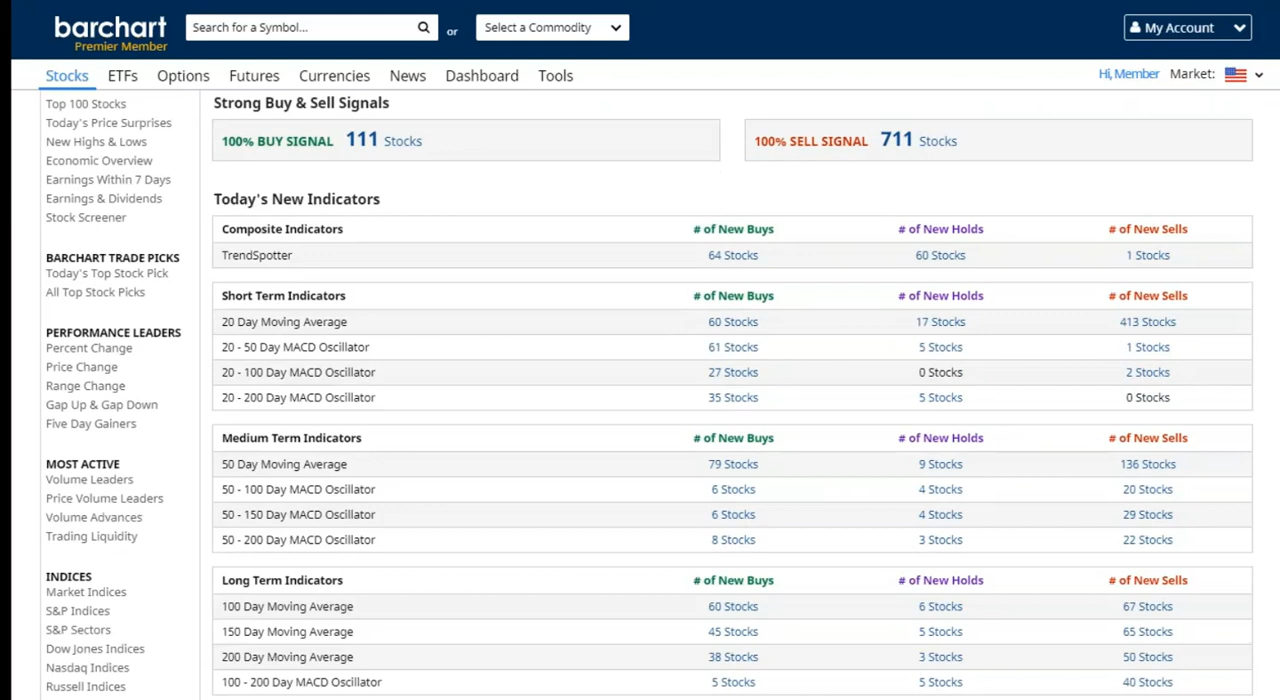 barchart
Premier Member
Search for a Symbol...
or
Select a Commodity
My Account
Stocks ETFs Options Futures Currencies News Dashboard Tools
Hi, Member Market:
Top 100 Stocks
Today's Price Surprises
New Highs & Lows
Economic Overview
Earnings Within 7 Days
Earnings & Dividends
Stock Screener
BARCHART TRADE PICKS
Today's Top Stock Pick
All Top Stock Picks
PERFORMANCE LEADERS
Percent Change
Price Change
Range Change
Gap Up & Gap Down
Five Day Gainers
MOST ACTIVE
Volume Leaders
Price Volume Leaders
Volume Advances
Trading Liquidity
INDICES
Market Indices
S&P Indices
S&P Sectors
Dow Jones Indices
Nasdaq Indices
Russell Indices
Strong Buy & Sell Signals
100% BUY SIGNAL 111 Stocks
100% SELL SIGNAL 711 Stocks
Today's New Indicators
Composite Indicators # of New Buys # of New Holds # of New Sells
TrendSpotter 64 Stocks 60 Stocks 1 Stocks
Short Term Indicators # of New Buys # of New Holds # of New Sells
20 Day Moving Average 60 Stocks 17 Stocks 413 Stocks
20 - 50 Day MACD Oscillator 61 Stocks 5 Stocks 1 Stocks
20 - 100 Day MACD Oscillator 27 Stocks 0 Stocks 2 Stocks
20 - 200 Day MACD Oscillator 35 Stocks 5 Stocks 0 Stocks
Medium Term Indicators # of New Buys # of New Holds # of New Sells
50 Day Moving Average 79 Stocks 9 Stocks 136 Stocks
50 - 100 Day MACD Oscillator 6 Stocks 4 Stocks 20 Stocks
50 - 150 Day MACD Oscillator 6 Stocks 4 Stocks 29 Stocks
50 - 200 Day MACD Oscillator 8 Stocks 3 Stocks 22 Stocks
Long Term Indicators # of New Buys # of New Holds # of New Sells
100 Day Moving Average 60 Stocks 6 Stocks 67 Stocks
150 Day Moving Average 45 Stocks 5 Stocks 65 Stocks
200 Day Moving Average 38 Stocks 3 Stocks 50 Stocks
100 - 200 Day MACD Oscillator 5 Stocks 5 Stocks 40 Stocks